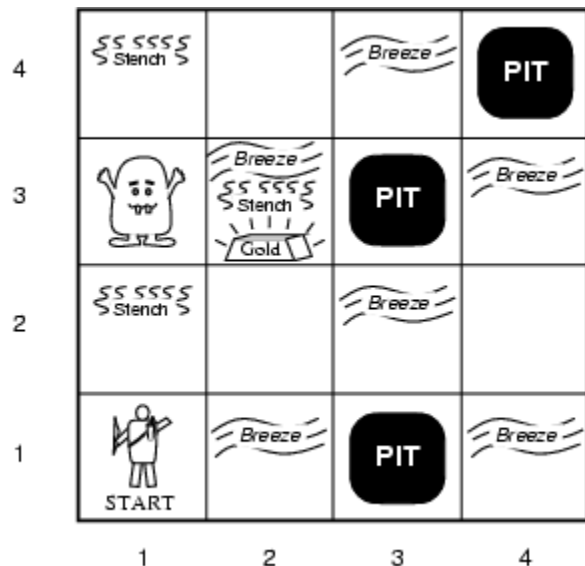 4
Stench
Breeze
PIT
3
Breeze
Stench
Gold
PIT
Breeze
2
Stench
Breeze
1
START
Breeze
PIT
Breeze
1 2 3 4